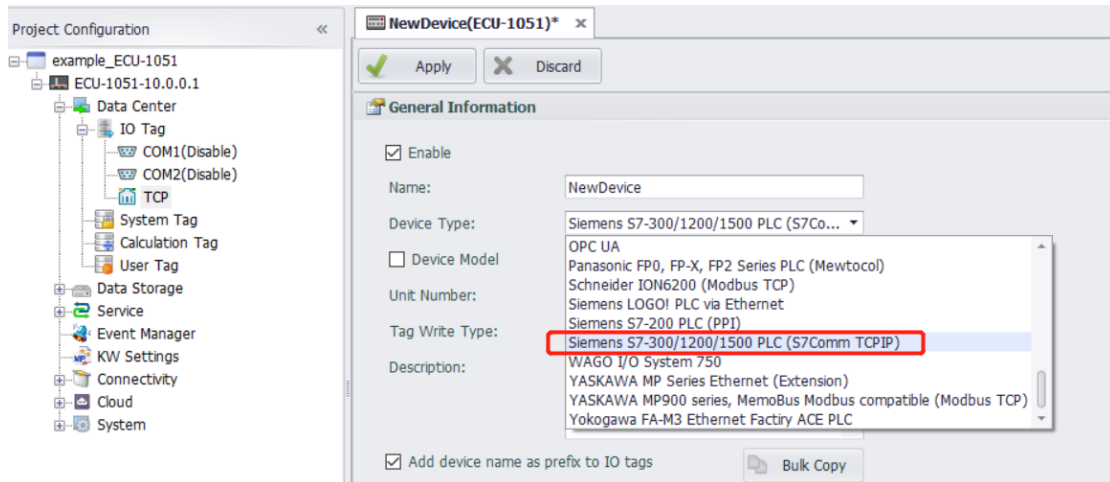 Project Configuration
«
example_ECU-1051
ECU-1051-10.0.0.1
Data Center
IO Tag
COM1(Disable)
COM2(Disable)
TCP
System Tag
Calculation Tag
User Tag
Data Storage
Service
Event Manager
KW Settings
Connectivity
Cloud
System
NewDevice(ECU-1051)* ×
Apply Discard
General Information
Enable
Name: NewDevice
Device Type: Siemens S7-300/1200/1500 PLC (S7Co...
OPC UA
Device Model
Panasonic FP0, FP-X, FP2 Series PLC (Mewtocol)
Schneider ION6200 (Modbus TCP)
Unit Number:
Siemens LOGO! PLC via Ethernet
Siemens S7-200 PLC (PPI)
Tag Write Type:
Siemens S7-300/1200/1500 PLC (S7Comm TCPIP)
WAGO I/O System 750
Description:
YASKAWA MP Series Ethernet (Extension)
YASKAWA MP900 series, MemoBus Modbus compatible (Modbus TCP)
Yokogawa FA-M3 Ethernet Factiry ACE PLC
Add device name as prefix to IO tags
Bulk Copy